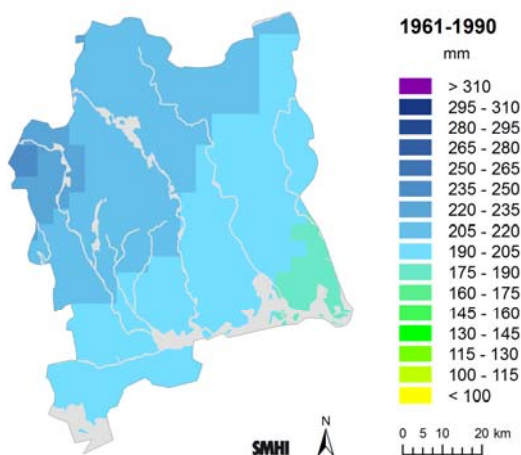 1961-1990
mm
> 310
295 - 310
280 - 295
265 - 280
250 - 265
235 - 250
220 - 235
205 - 220
190 - 205
175 - 190
160 - 175
145 - 160
130 - 145
115 - 130
100 - 115
< 100
SMHI
N
0 5 10 20 km